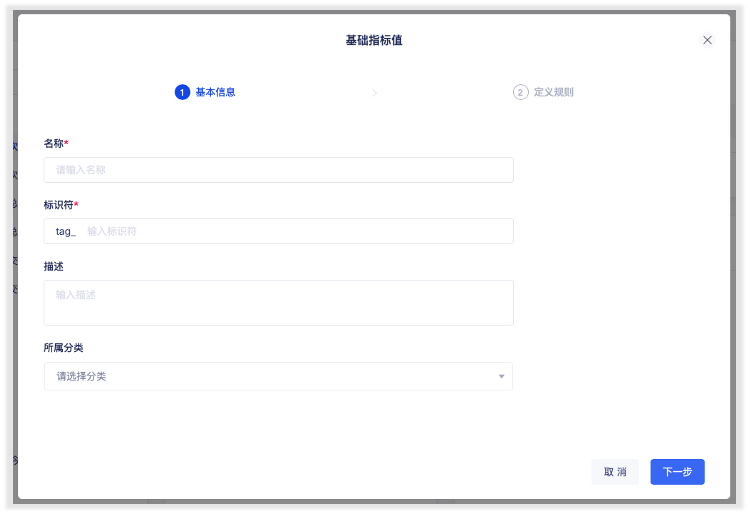 基础指标值
1 基本信息
2 定义规则
名称*
请输入名称
标识符*
tag_ 输入标识符
描述
输入描述
所属分类
请选择分类
取 消
下一步